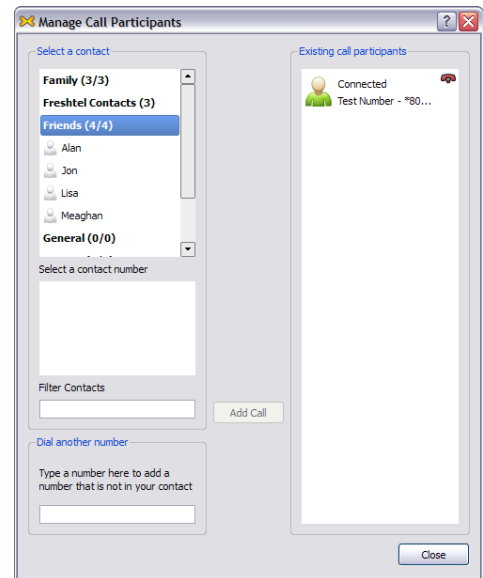 Manage Call Participants
Select a contact
Family (3/3)
Freshtel Contacts (3)
Friends (4/4)
Alan
Jon
Lisa
Meaghan
General (0/0)
Select a contact number
Filter Contacts
Add Call
Dial another number
Type a number here to add a
number that is not in your contact
Existing call participants
Connected
Test Number - *80...
Close